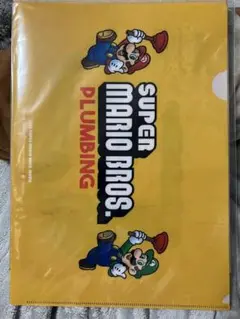 SUPER
MARIO BROS.
PLUMBING